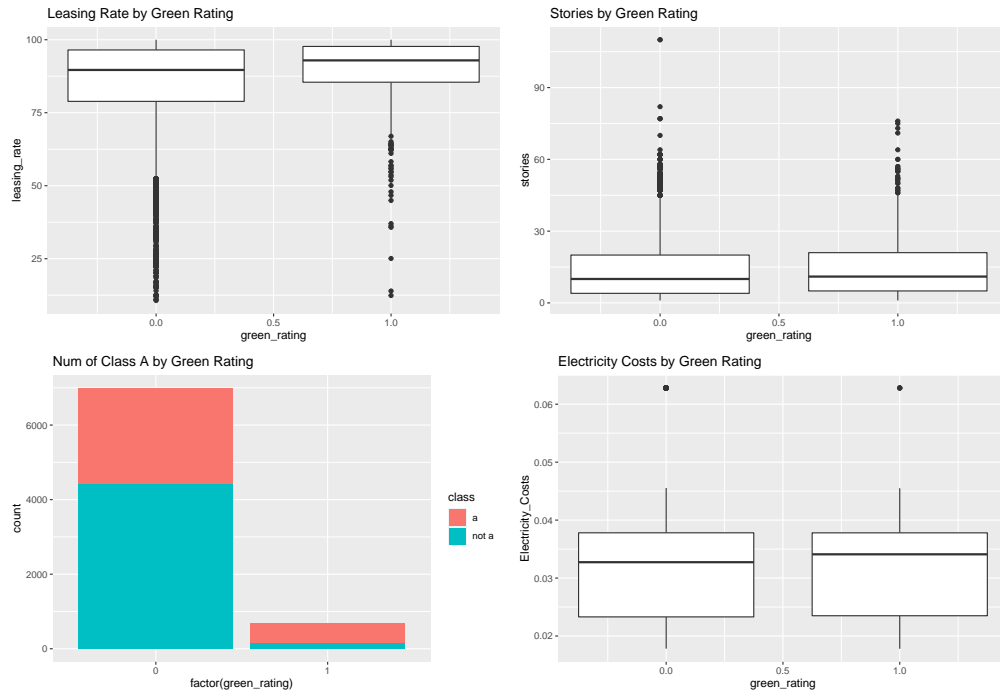 Leasing Rate by Green Rating
100
75
50
25
leasing_rate
0.0
0.5
1.0
green_rating
Stories by Green Rating
90
60
30
0
stories
0.0
0.5
1.0
green_rating
Num of Class A by Green Rating
6000
4000
2000
0
count
0
1
factor(green_rating)
class
a
not a
Electricity Costs by Green Rating
0.06
0.05
0.04
0.03
0.02
Electricity_Costs
0.0
0.5
1.0
green_rating